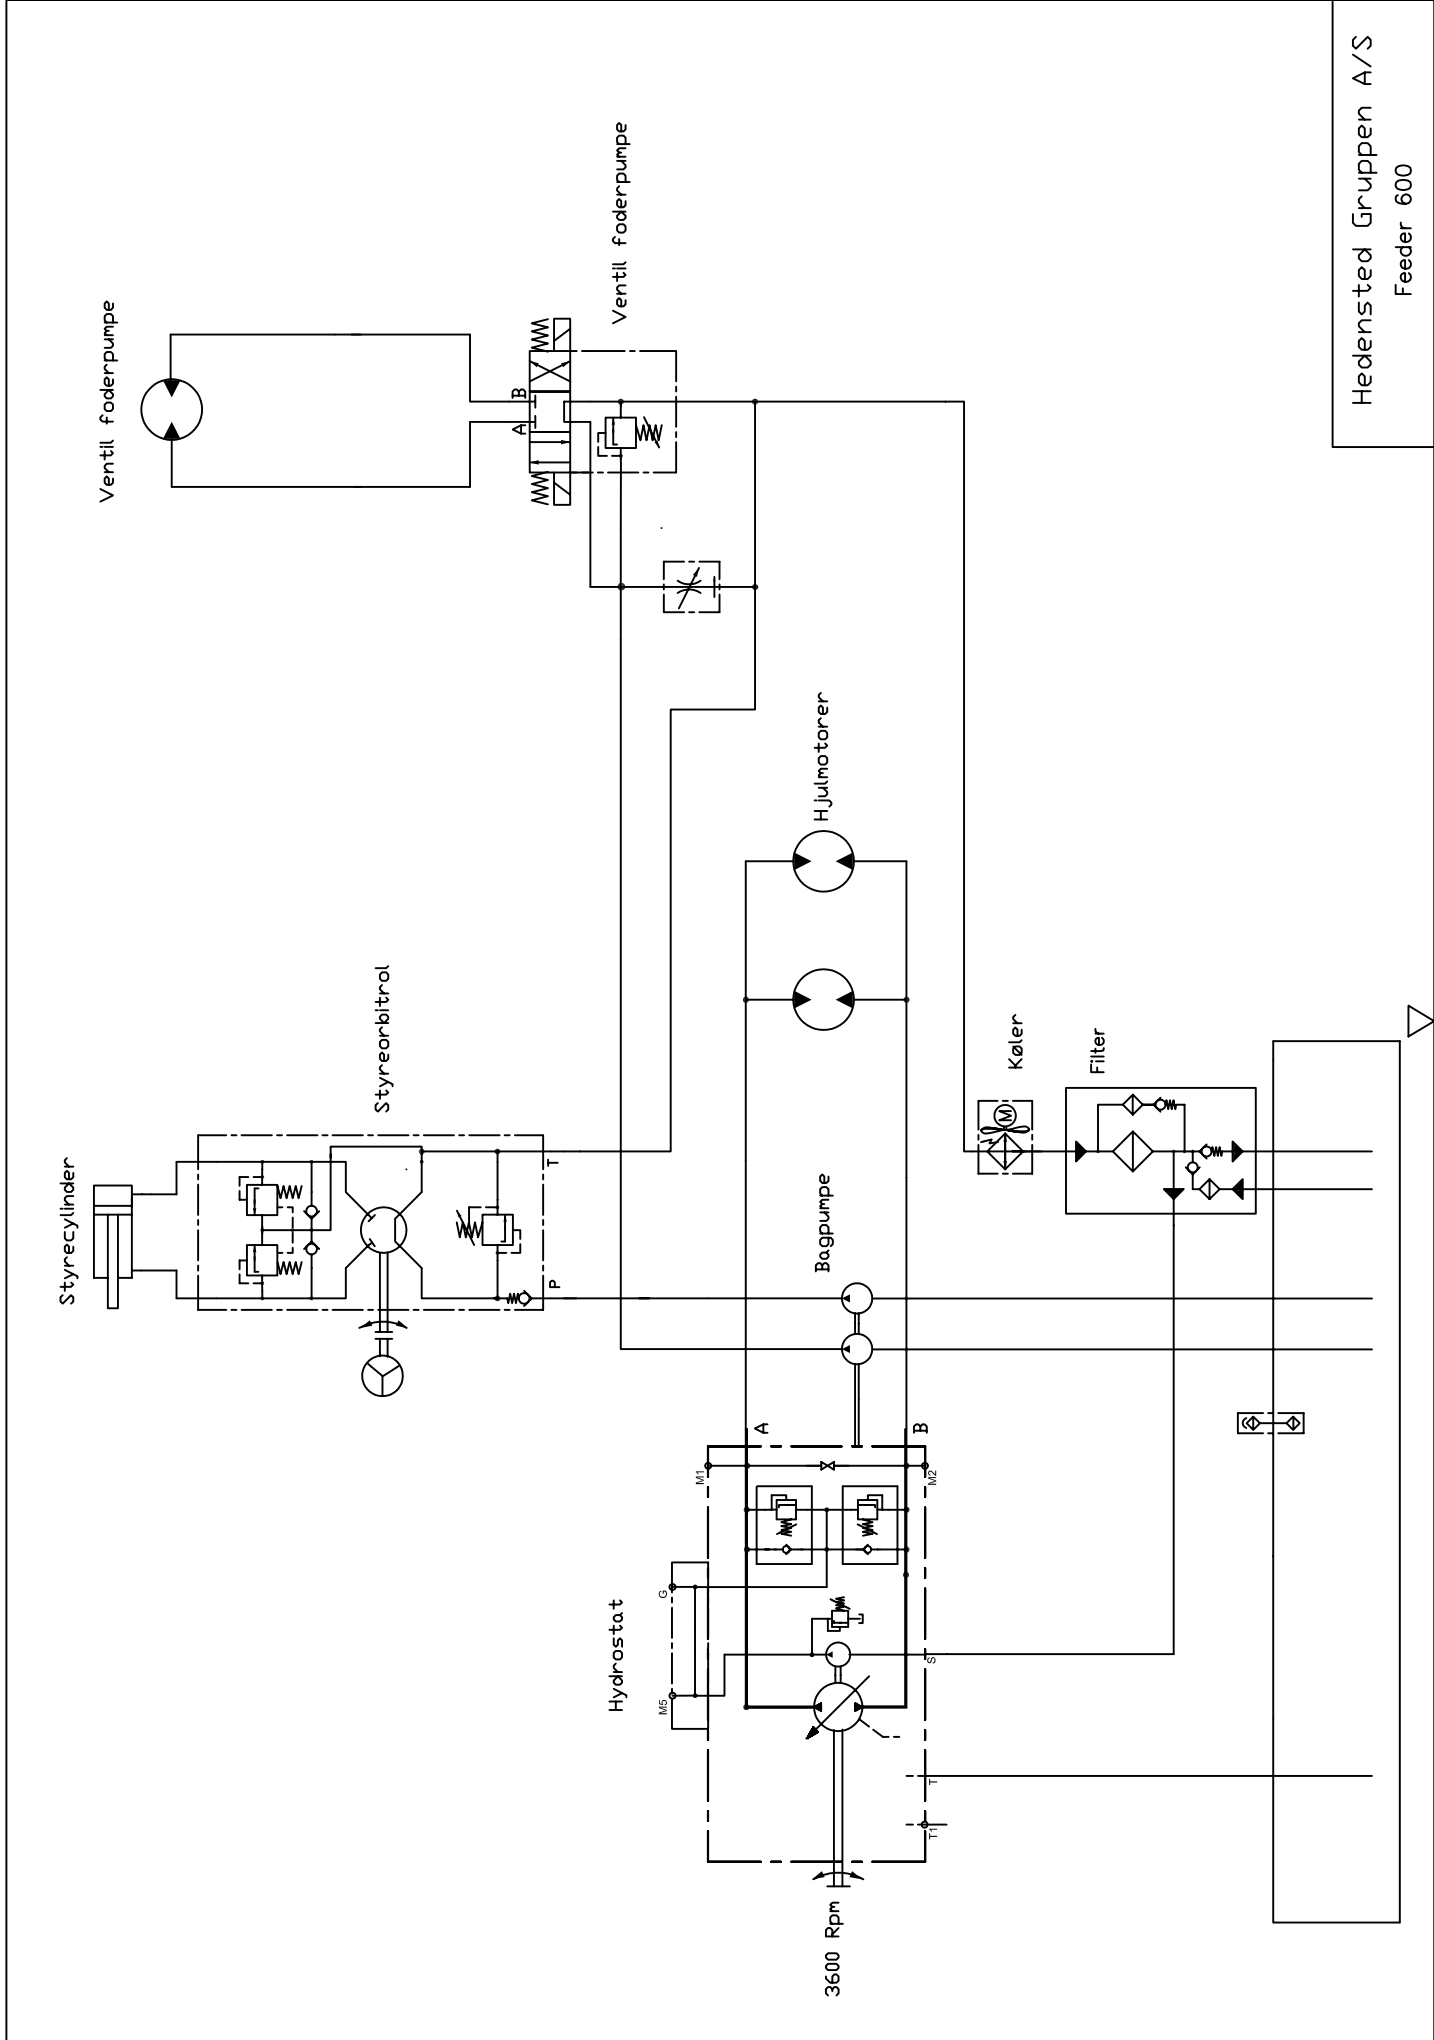 Styrecylinder
Ventil foderpumpe
Styreorbitrol
Ventil foderpumpe
A
B
P
T
Hydrostat
Bagpumpe
Hjulmotorer
M1
A
B
M2
G
M5
S
T
T1
3600 Rpm
Køler
M
Filter
Hedensted Gruppen A/S
Feeder 600